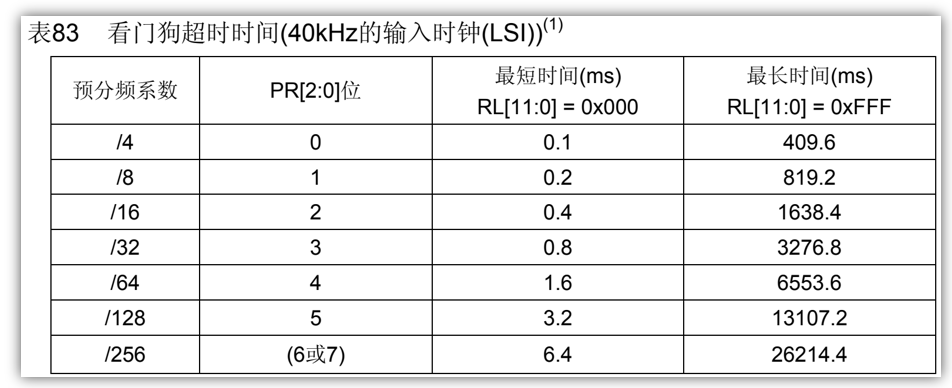 表83 看门狗超时时间(40kHz的输入时钟(LSI))(1)
预分频系数 PR[2:0]位 最短时间(ms) RL[11:0] = 0x000 最长时间(ms) RL[11:0] = 0xFFF
/4 0 0.1 409.6
/8 1 0.2 819.2
/16 2 0.4 1638.4
/32 3 0.8 3276.8
/64 4 1.6 6553.6
/128 5 3.2 13107.2
/256 (6或7) 6.4 26214.4